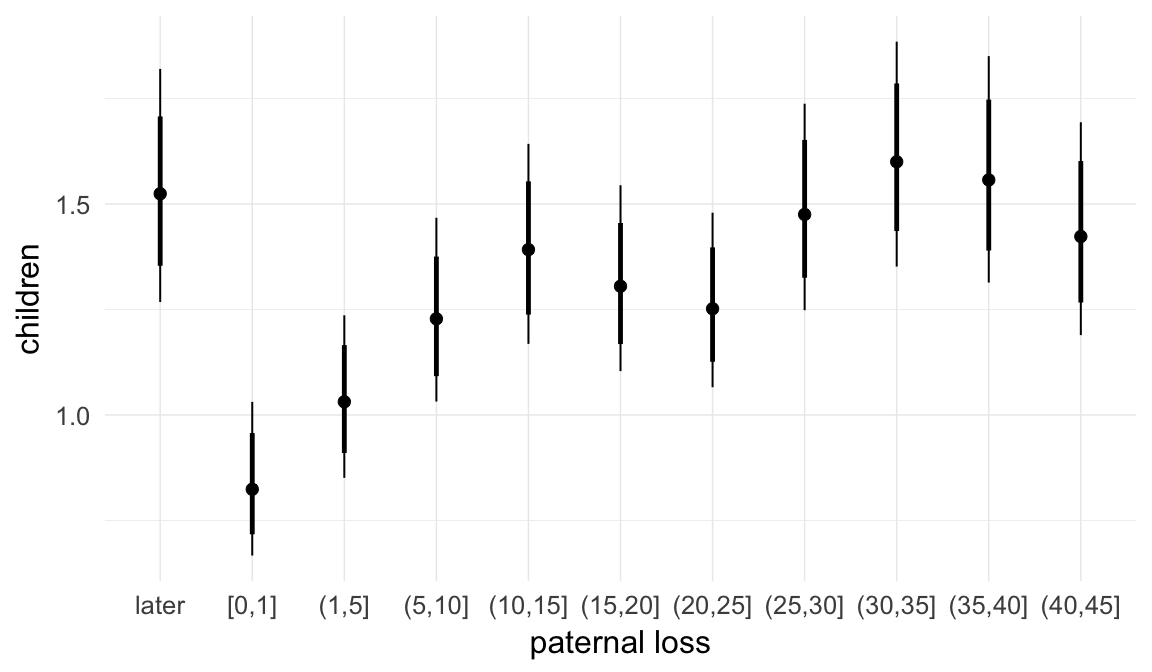 children
1.5
1.0
later [0,1] (1,5] (5,10] (10,15] (15,20] (20,25] (25,30] (30,35] (35,40] (40,45]
paternal loss